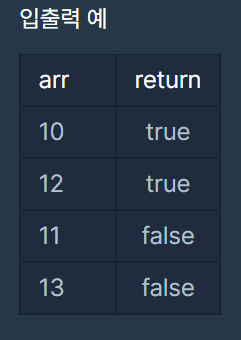 입출력 예
arr return
10 true
12 true
11 false
13 false